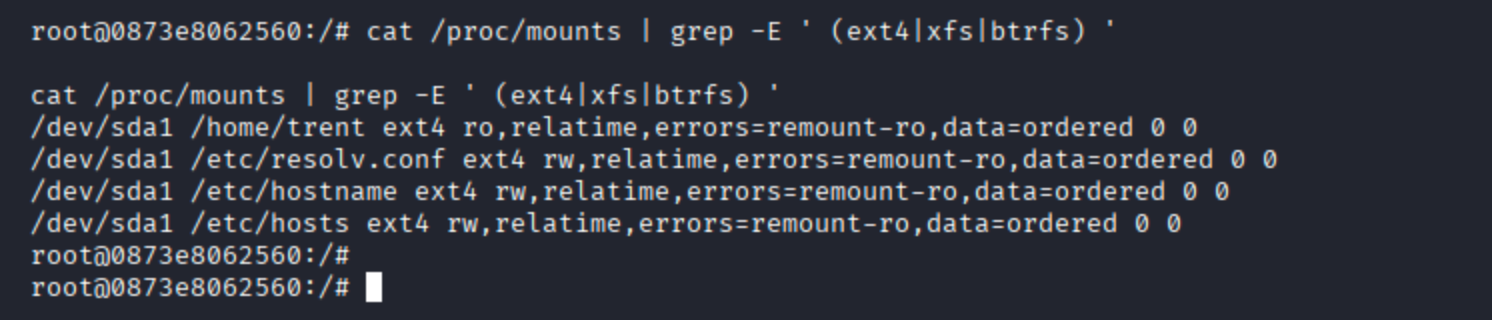 root@0873e8062560:/# cat /proc/mounts | grep -E ' (ext4|xfs|btrfs) '
cat /proc/mounts | grep -E ' (ext4|xfs|btrfs) '
/dev/sda1 /home/trent ext4 ro,relatime,errors=remount-ro,data=ordered 0 0
/dev/sda1 /etc/resolv.conf ext4 rw,relatime,errors=remount-ro,data=ordered 0 0
/dev/sda1 /etc/hostname ext4 rw,relatime,errors=remount-ro,data=ordered 0 0
/dev/sda1 /etc/hosts ext4 rw,relatime,errors=remount-ro,data=ordered 0 0
root@0873e8062560:/#
root@0873e8062560:/#